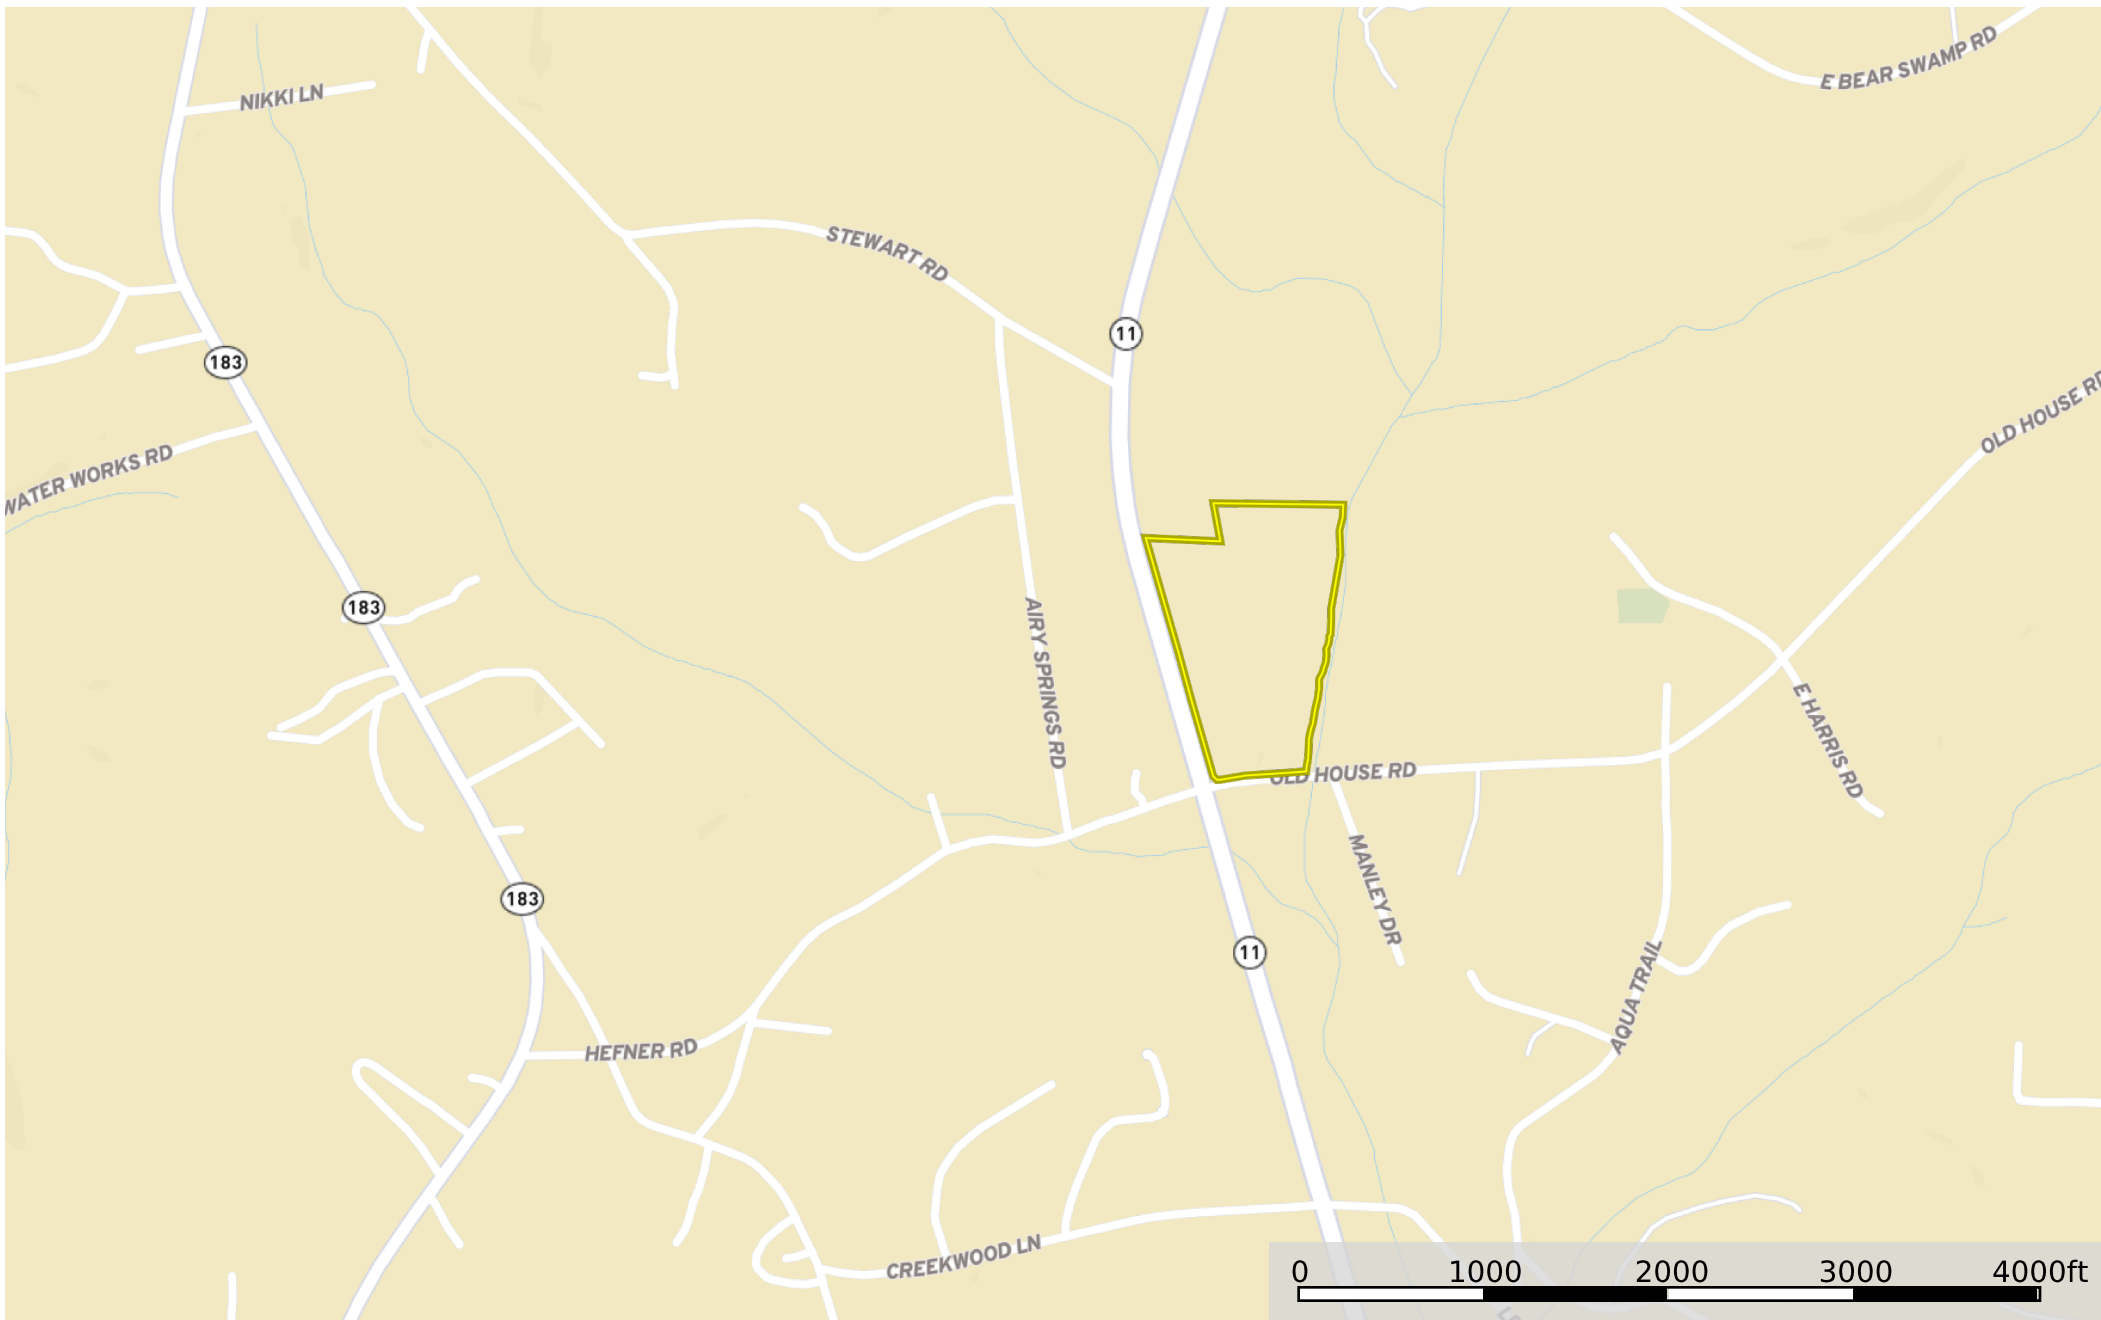 E BEAR SWAMP RD
NIKKI LN
STEWART RD
11
183
OLD HOUSE RD
WATER WORKS RD
183
AIRY SPRINGS RD
E HARRIS RD
OLD HOUSE RD
MANLEY DR
183
11
AQUA TRAIL
HEFNER RD
CREEKWOOD LN
0 1000 2000 3000 4000ft